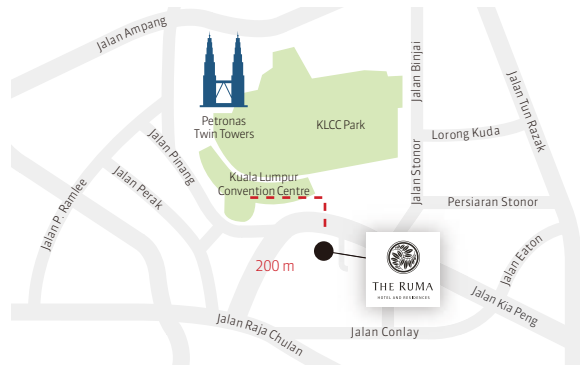 Jalan Ampang
Jalan Binjai
Jalan Tun Razak
Petronas
Twin Towers
KLCC Park
Lorong Kuda
Jalan Pinang
Jalan Perak
Jalan P. Ramlee
Kuala Lumpur
Convention Centre
Jalan Stonor
Persiaran Stonor
200 m
THE RUMA
HOTEL AND RESIDENCES
Jalan Eaton
Jalan Kia Peng
Jalan Raja Chulan
Jalan Conlay